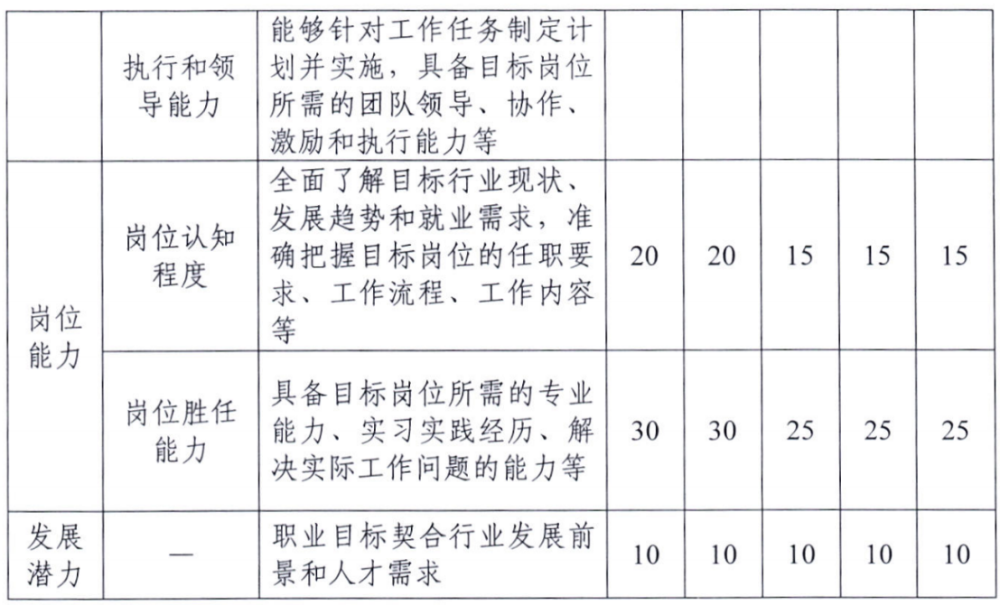 执行和领
导能力
能够针对工作任务制定计
划并实施，具备目标岗位
所需的团队领导、协作、
激励和执行能力等
岗位
能力
岗位认知
程度
全面了解目标行业现状、
发展趋势和就业需求，准
确把握目标岗位的任职要
求、工作流程、工作内容
等
20 20 15 15 15
岗位胜任
能力
具备目标岗位所需的专业
能力、实习实践经历、解
决实际工作问题的能力等
30 30 25 25 25
发展
潜力
—
职业目标契合行业发展前
景和人才需求
10 10 10 10 10